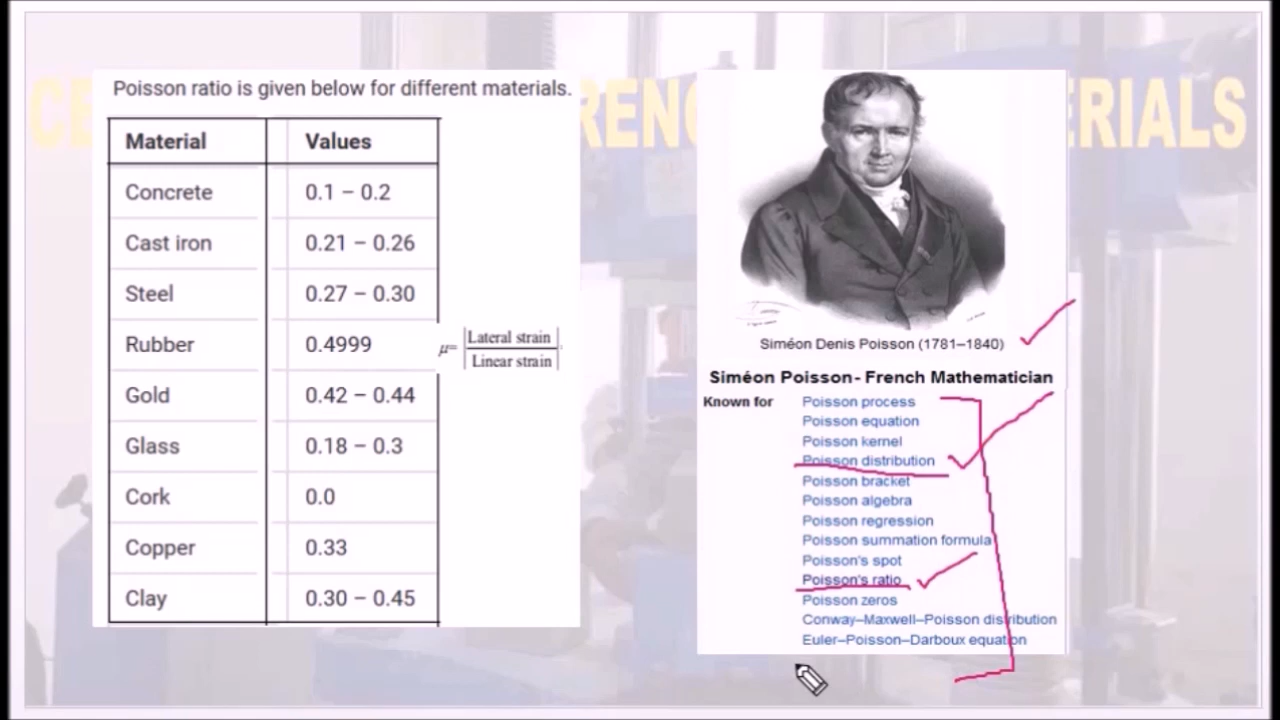 Poisson ratio is given below for different materials.
Material Values
Concrete 0.1 – 0.2
Cast iron 0.21 – 0.26
Steel 0.27 – 0.30
Rubber 0.4999
Gold 0.42 – 0.44
Glass 0.18 – 0.3
Cork 0.0
Copper 0.33
Clay 0.30 – 0.45
μ= |Lateral strain / Linear strain|
Siméon Denis Poisson (1781–1840)
Siméon Poisson- French Mathematician
Known for Poisson process
Poisson equation
Poisson kernel
Poisson distribution
Poisson bracket
Poisson algebra
Poisson regression
Poisson summation formula
Poisson's spot
Poisson's ratio
Poisson zeros
Conway–Maxwell–Poisson distribution
Euler–Poisson–Darboux equation